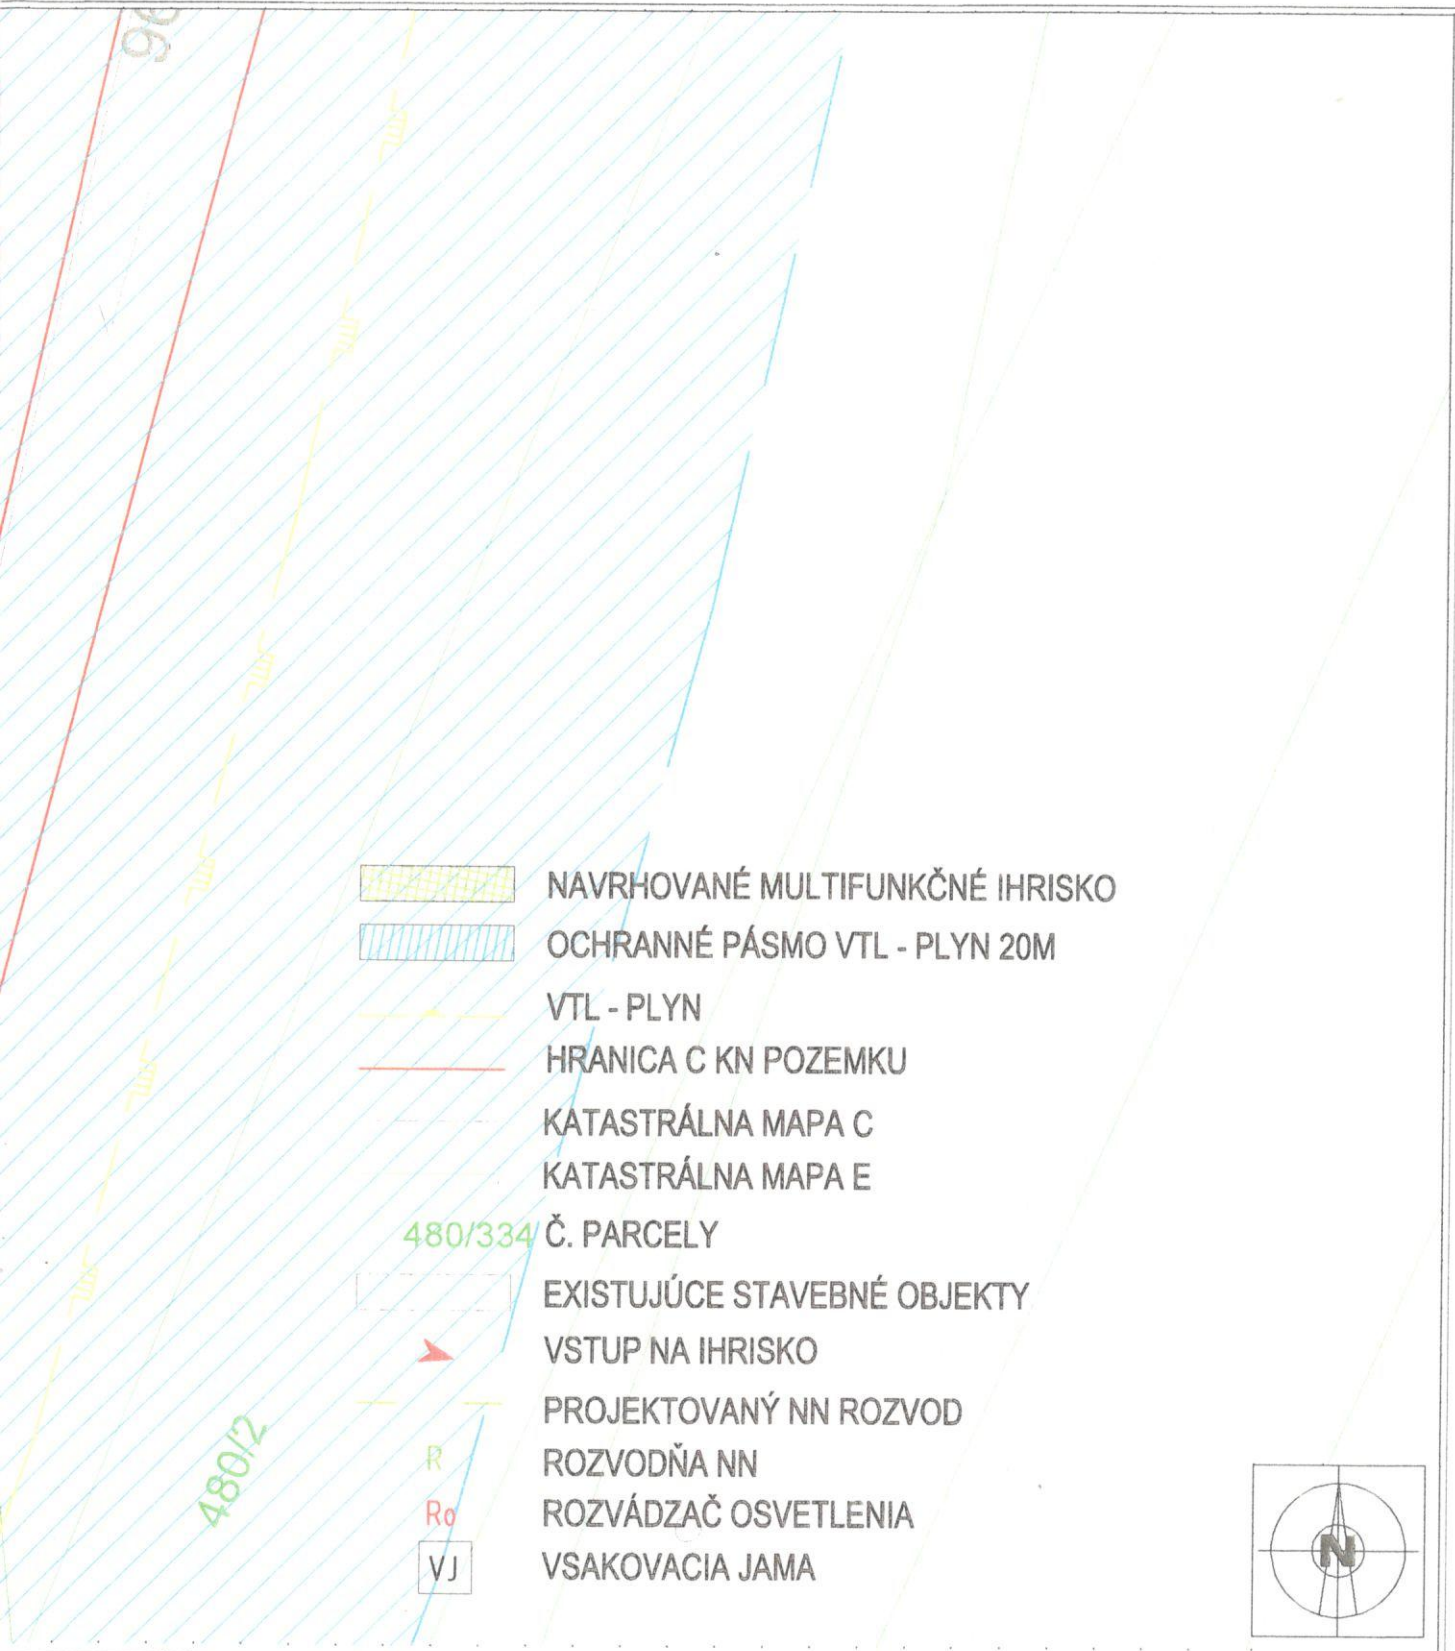 96
NAVRHOVANÉ MULTIFUNKČNÉ IHRISKO
OCHRANNÉ PÁSMO VTL - PLYN 20M
VTL - PLYN
HRANICA C KN POZEMKU
KATASTRÁLNA MAPA C
KATASTRÁLNA MAPA E
480/334 Č. PARCELY
EXISTUJÚCE STAVEBNÉ OBJEKTY
VSTUP NA IHRISKO
PROJEKTOVANÝ NN ROZVOD
480/2
R ROZVODŇA NN
Ro ROZVÁDZAČ OSVETLENIA
VJ VSAKOVACIA JAMA
N